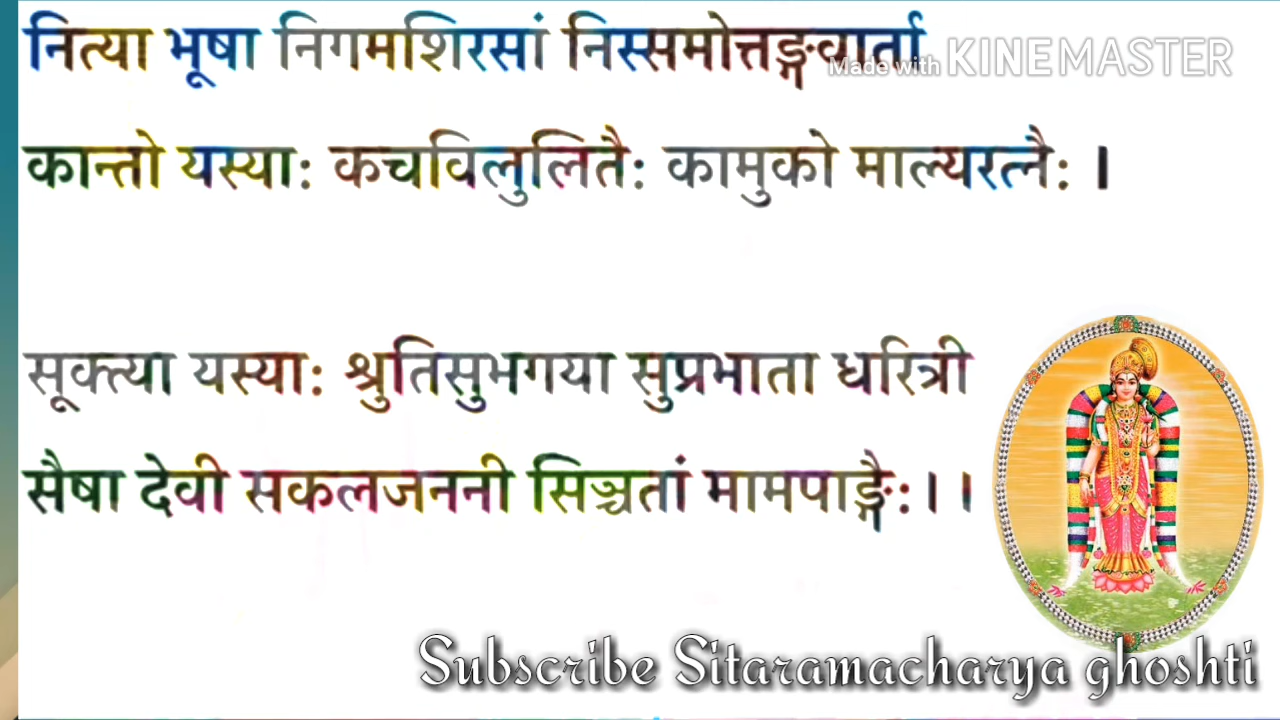 नित्या भूषा निगमशिरसां निस्समोत्तङ्गवार्ता
Made with KINEMASTER
कान्तो यस्याः कचविलुलितैः कामुको माल्यरत्नैः ।
सूक्त्या यस्याः श्रुतिसुभगया सुप्रभाता धरित्री
सैषा देवी सकलजननी सिञ्चतां मामपाङ्गैः।।
Subscribe Sitaramacharya ghoshti